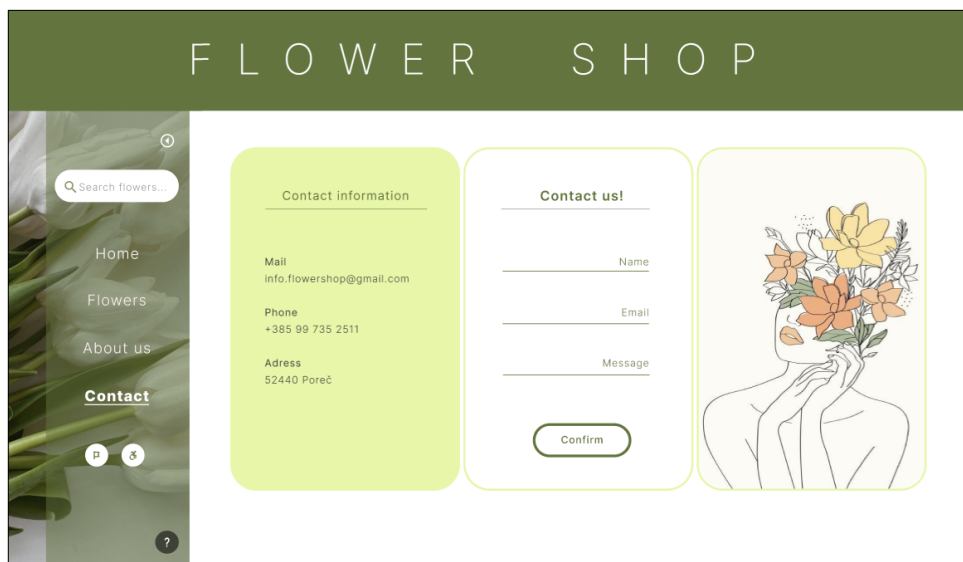 FLOWER SHOP
Search flowers...
Home
Flowers
About us
Contact
?
Contact information
Mail
info.flowershop@gmail.com
Phone
+385 99 735 2511
Adress
52440 Poreč
Contact us!
Name
Email
Message
Confirm